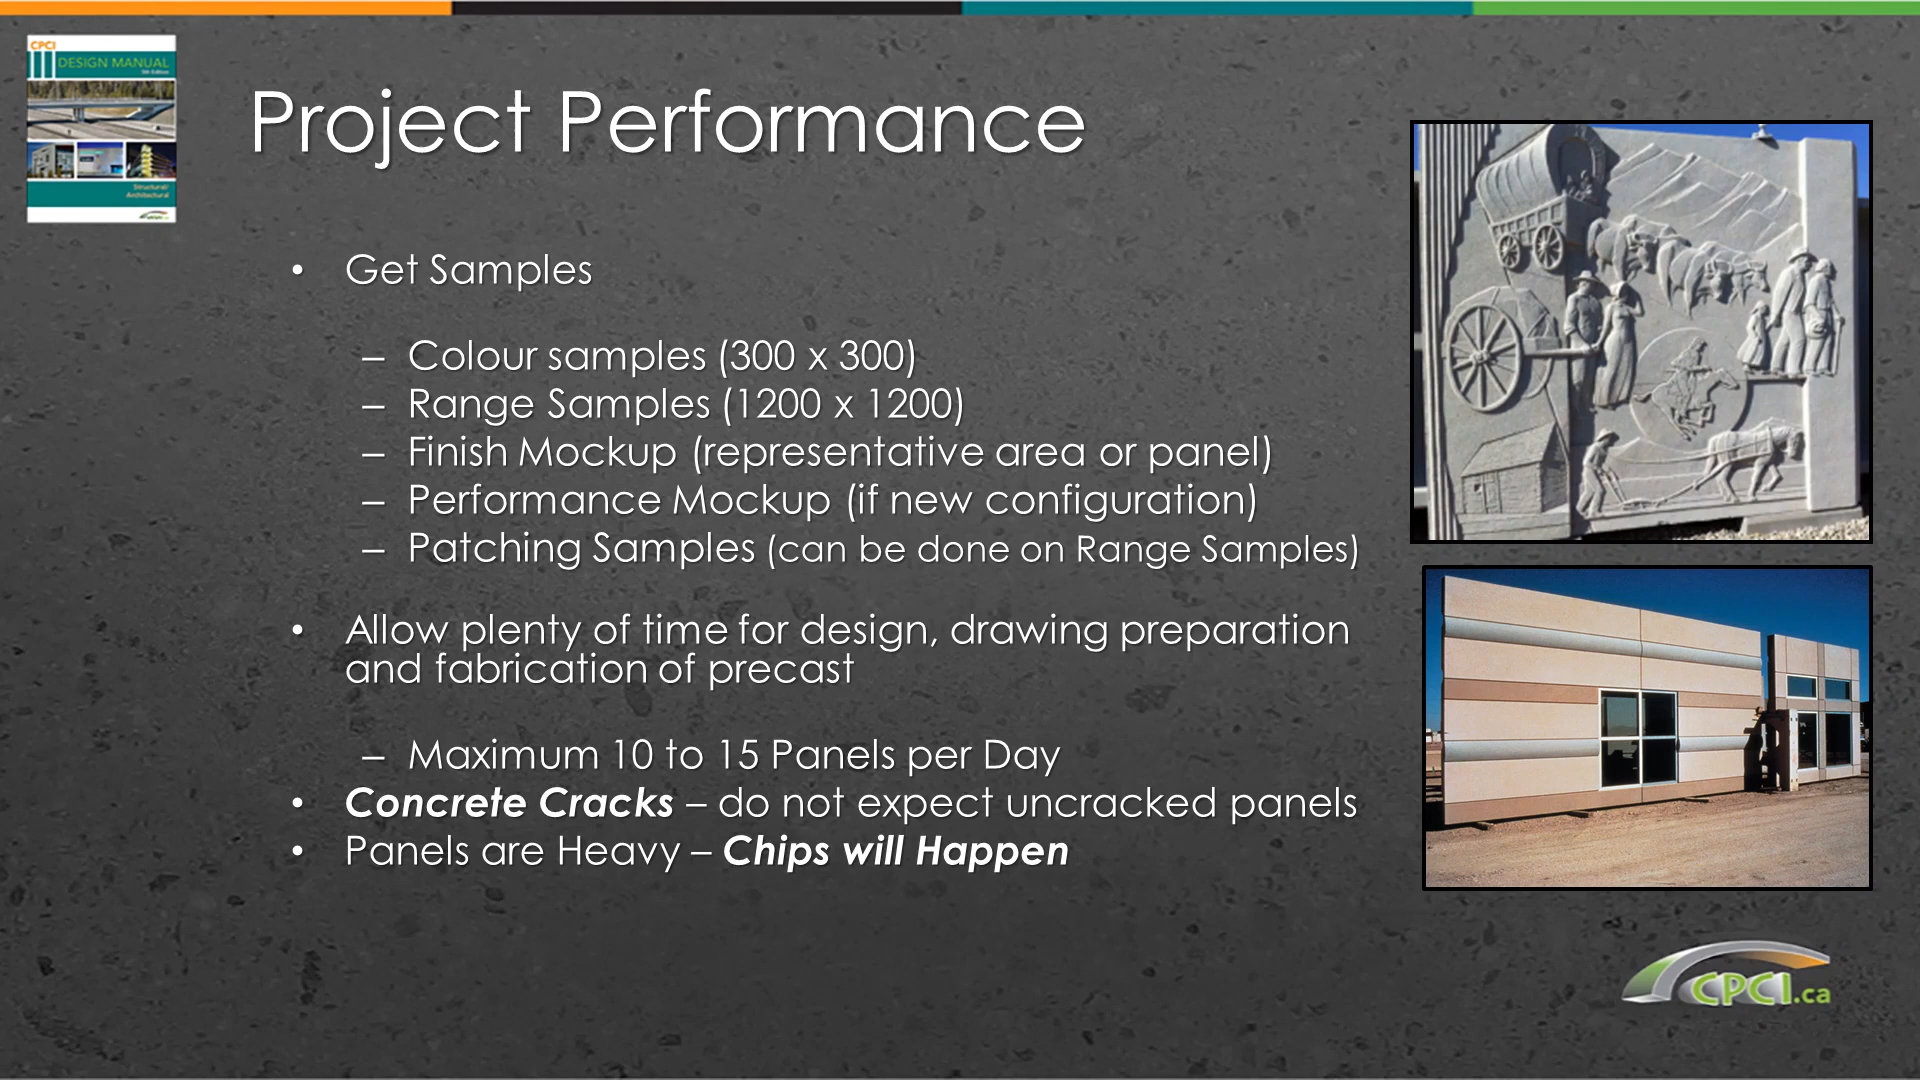 CPCI
DESIGN MANUAL
5th Edition
Structural/
Architectural
Project Performance
• Get Samples
– Colour samples (300 x 300)
– Range Samples (1200 x 1200)
– Finish Mockup (representative area or panel)
– Performance Mockup (if new configuration)
– Patching Samples (can be done on Range Samples)
• Allow plenty of time for design, drawing preparation
and fabrication of precast
– Maximum 10 to 15 Panels per Day
• Concrete Cracks – do not expect uncracked panels
• Panels are Heavy – Chips will Happen
CPCI.ca